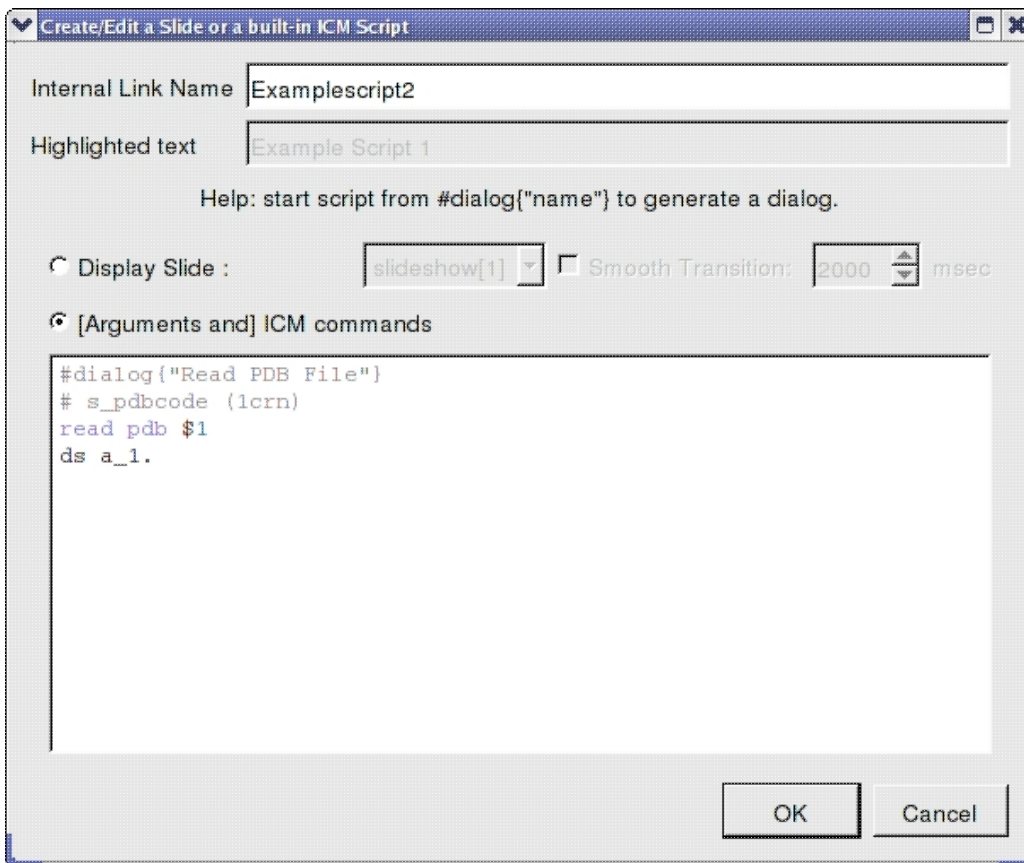 Create/Edit a Slide or a built-in ICM Script
Internal Link Name Examplescript2
Highlighted text Example Script 1
Help: start script from #dialog{"name"} to generate a dialog.
Display Slide : slideshow[1] Smooth Transition: 2000 msec
[Arguments and] ICM commands
#dialog{"Read PDB File"}
# s_pdbcode (1crn)
read pdb $1
ds a_1.
OK Cancel